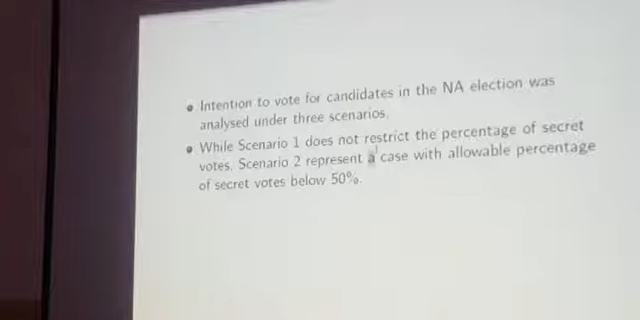 • Intention to vote for candidates in the NA election was
analysed under three scenarios.
• While Scenario 1 does not restrict the percentage of secret
votes, Scenario 2 represent a case with allowable percentage
of secret votes below 50%.